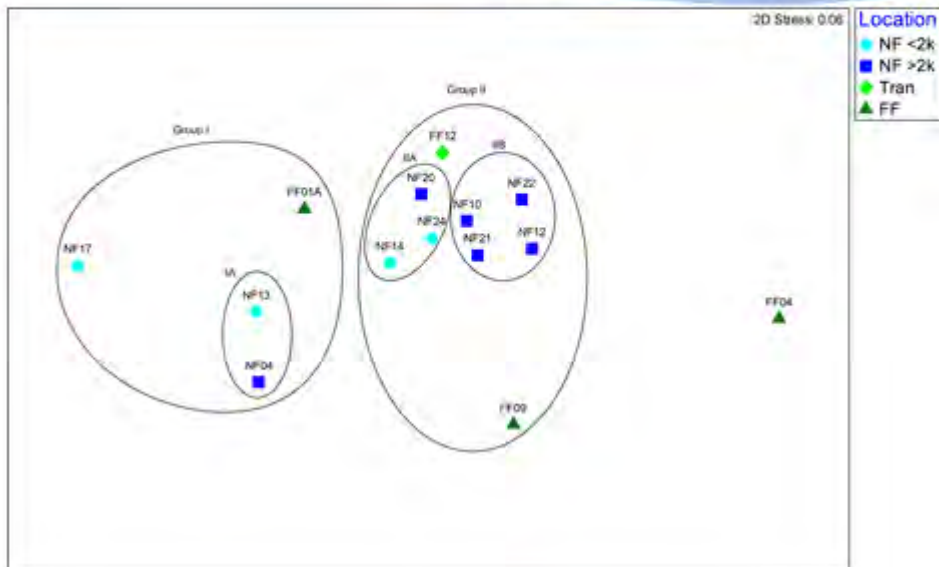 2D Stress: 0.06
Location
NF <2k
NF >2k
Tran
FF
Group I
Group II
FF12
IIA
IIB
NF20
NF22
FF01A
NF10
NF24
NF12
NF21
NF14
NF17
IA
NF13
FF04
NF04
FF09